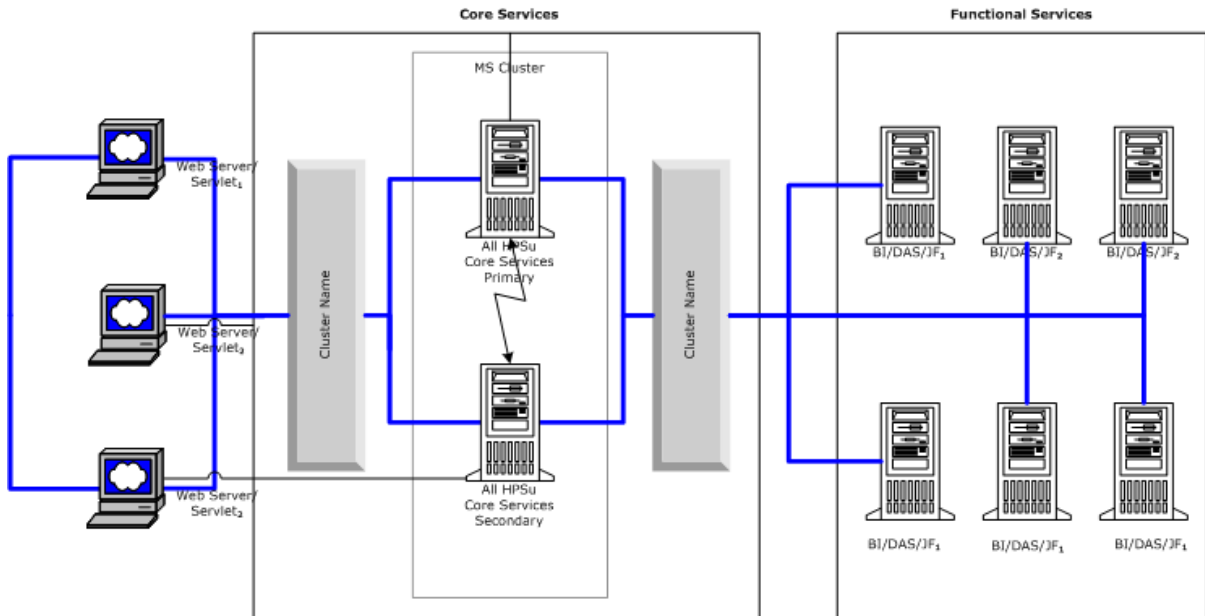 Core Services
Functional Services
MS Cluster
Web Server/
Servlet₁
Web Server/
Servlet₃
Web Server/
Servlet₂
Cluster Name
All HPSu
Core Services
Primary
All HPSu
Core Services
Secondary
Cluster Name
BI/DAS/JF₁
BI/DAS/JF₂
BI/DAS/JF₂
BI/DAS/JF₁
BI/DAS/JF₁
BI/DAS/JF₁